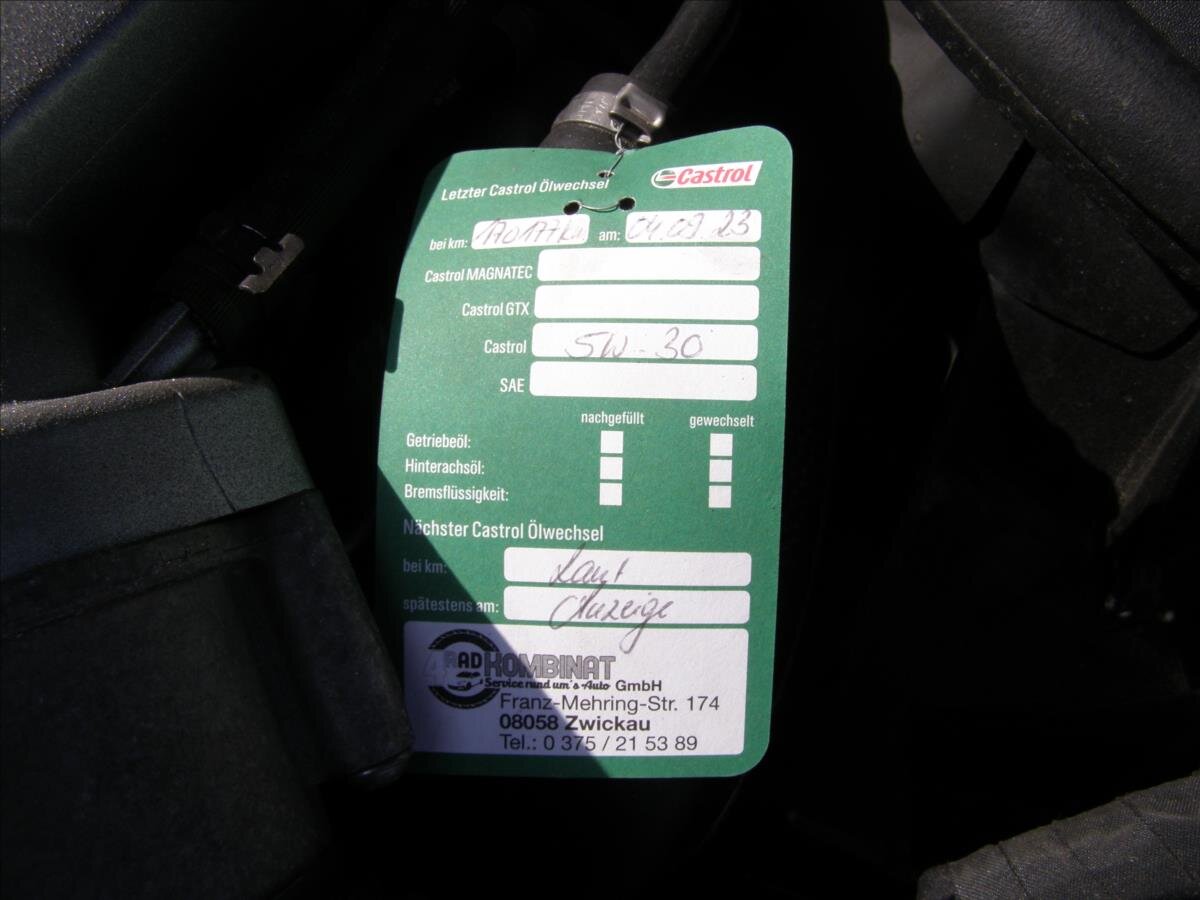 Letzter Castrol Ölwechsel Castrol
bei km: 170177km am: 04.09.23
Castrol MAGNATEC
Castrol GTX
Castrol 5W-30
SAE
nachgefüllt gewechselt
Getriebeöl:
Hinterachsöl:
Bremsflüssigkeit:
Nächster Castrol Ölwechsel
bei km: Laut
spätestens am: Anzeige
4RAD KOMBINAT
Service rund um's Auto GmbH
Franz-Mehring-Str. 174
08058 Zwickau
Tel.: 0 375 / 21 53 89